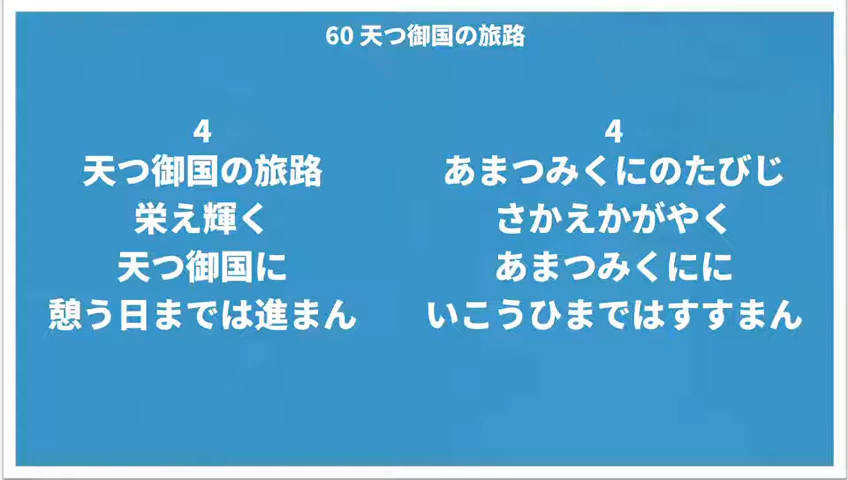 60 天つ御国の旅路
4
天つ御国の旅路
栄え輝く
天つ御国に
憩う日までは進まん
4
あまつみくにのたびじ
さかえかがやく
あまつみくにに
いこうひまではすすまん